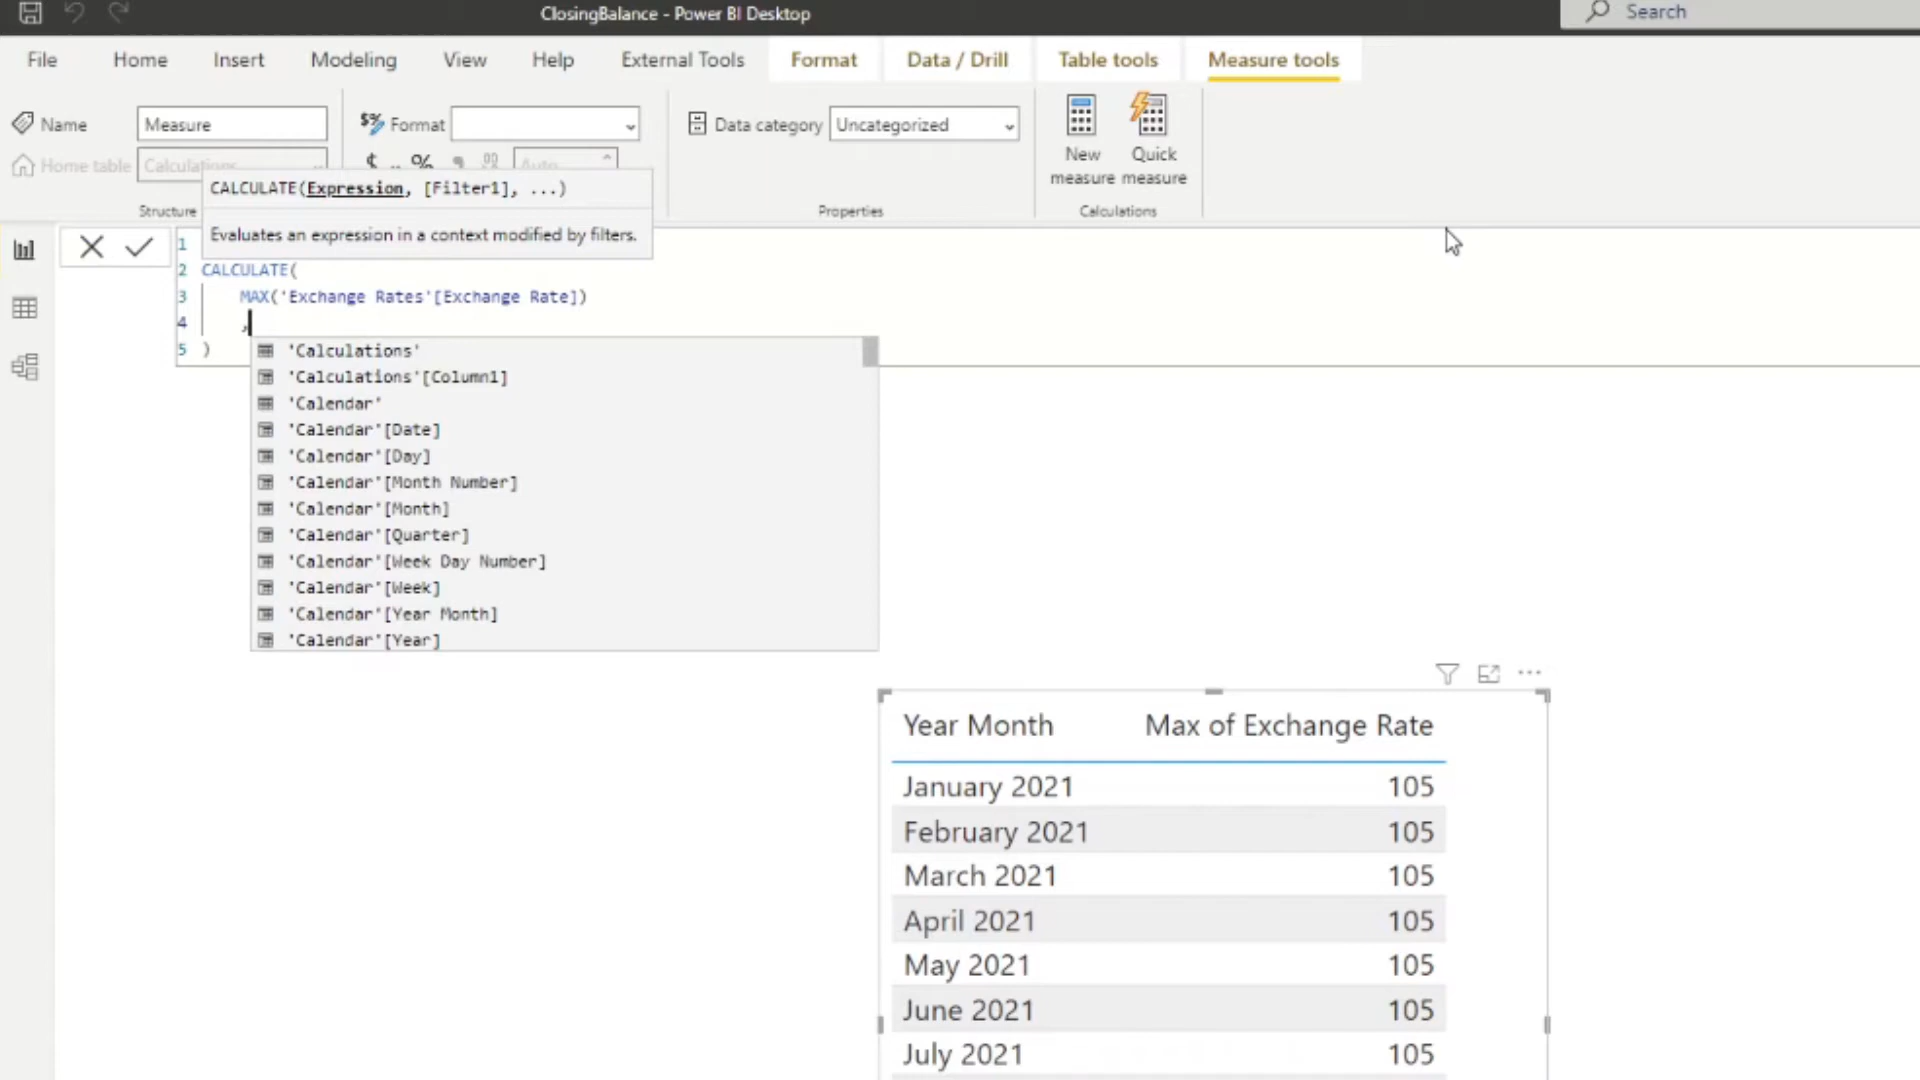 ClosingBalance - Power BI Desktop
Search
File Home Insert Modeling View Help External Tools Format Data / Drill Table tools Measure tools
Name Measure
$% Format
Data category Uncategorized
New measure
Quick measure
Home table Calculations
$ % 9 .00 Auto
Structure
Properties
Calculations
CALCULATE(Expression, [Filter1], ...)
Evaluates an expression in a context modified by filters.
1
2 CALCULATE(
3 MAX('Exchange Rates'[Exchange Rate])
4 ,
5 )
'Calculations'
'Calculations'[Column1]
'Calendar'
'Calendar'[Date]
'Calendar'[Day]
'Calendar'[Month Number]
'Calendar'[Month]
'Calendar'[Quarter]
'Calendar'[Week Day Number]
'Calendar'[Week]
'Calendar'[Year Month]
'Calendar'[Year]
Year Month Max of Exchange Rate
January 2021 105
February 2021 105
March 2021 105
April 2021 105
May 2021 105
June 2021 105
July 2021 105